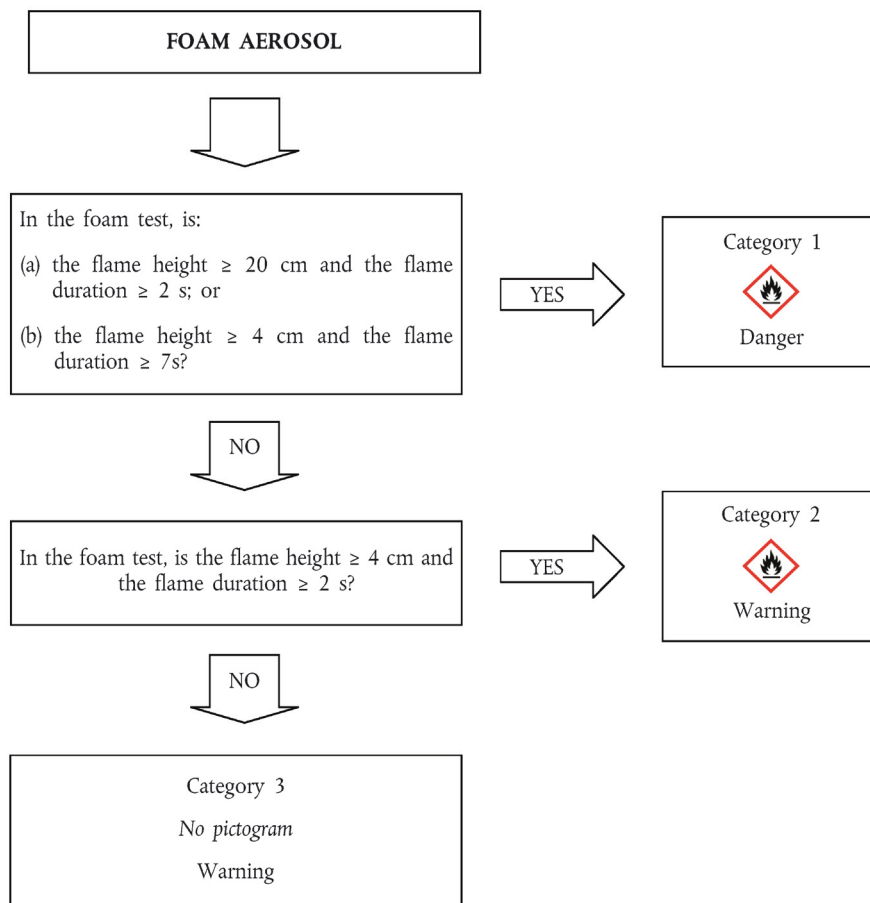 FOAM AEROSOL
In the foam test, is:
(a) the flame height ≥ 20 cm and the flame
duration ≥ 2 s; or
(b) the flame height ≥ 4 cm and the flame
duration ≥ 7s?
YES
Category 1
Danger
NO
In the foam test, is the flame height ≥ 4 cm and
the flame duration ≥ 2 s?
YES
Category 2
Warning
NO
Category 3
No pictogram
Warning